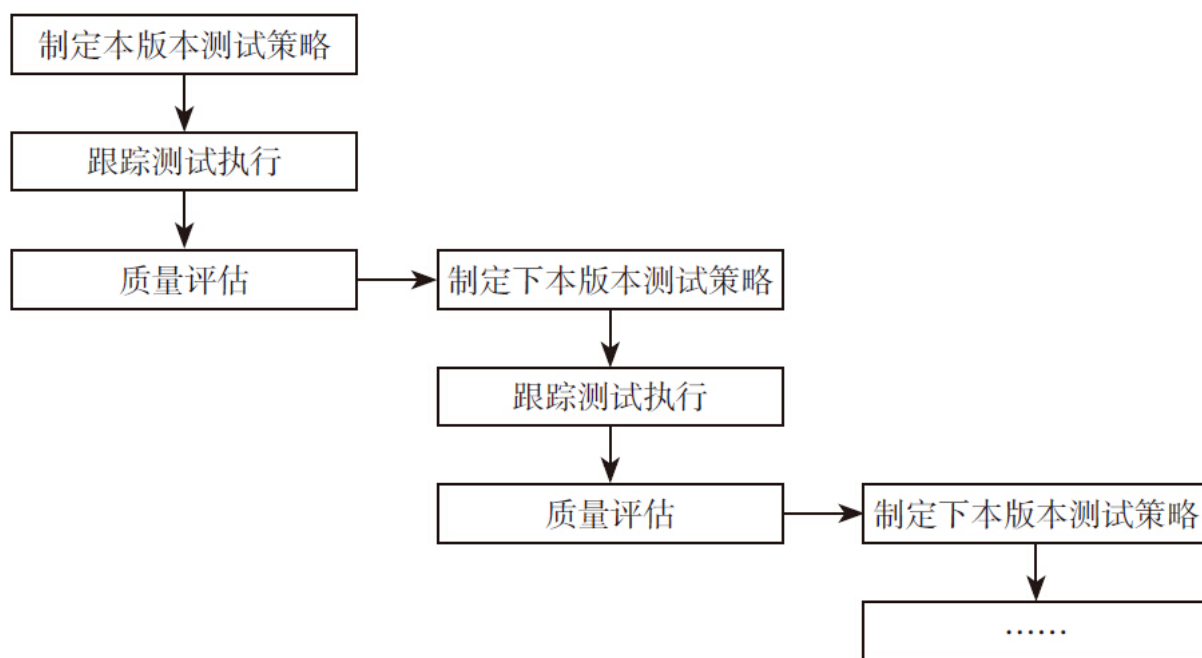 制定本版本测试策略
跟踪测试执行
质量评估
制定下本版本测试策略
跟踪测试执行
质量评估
制定下本版本测试策略
……